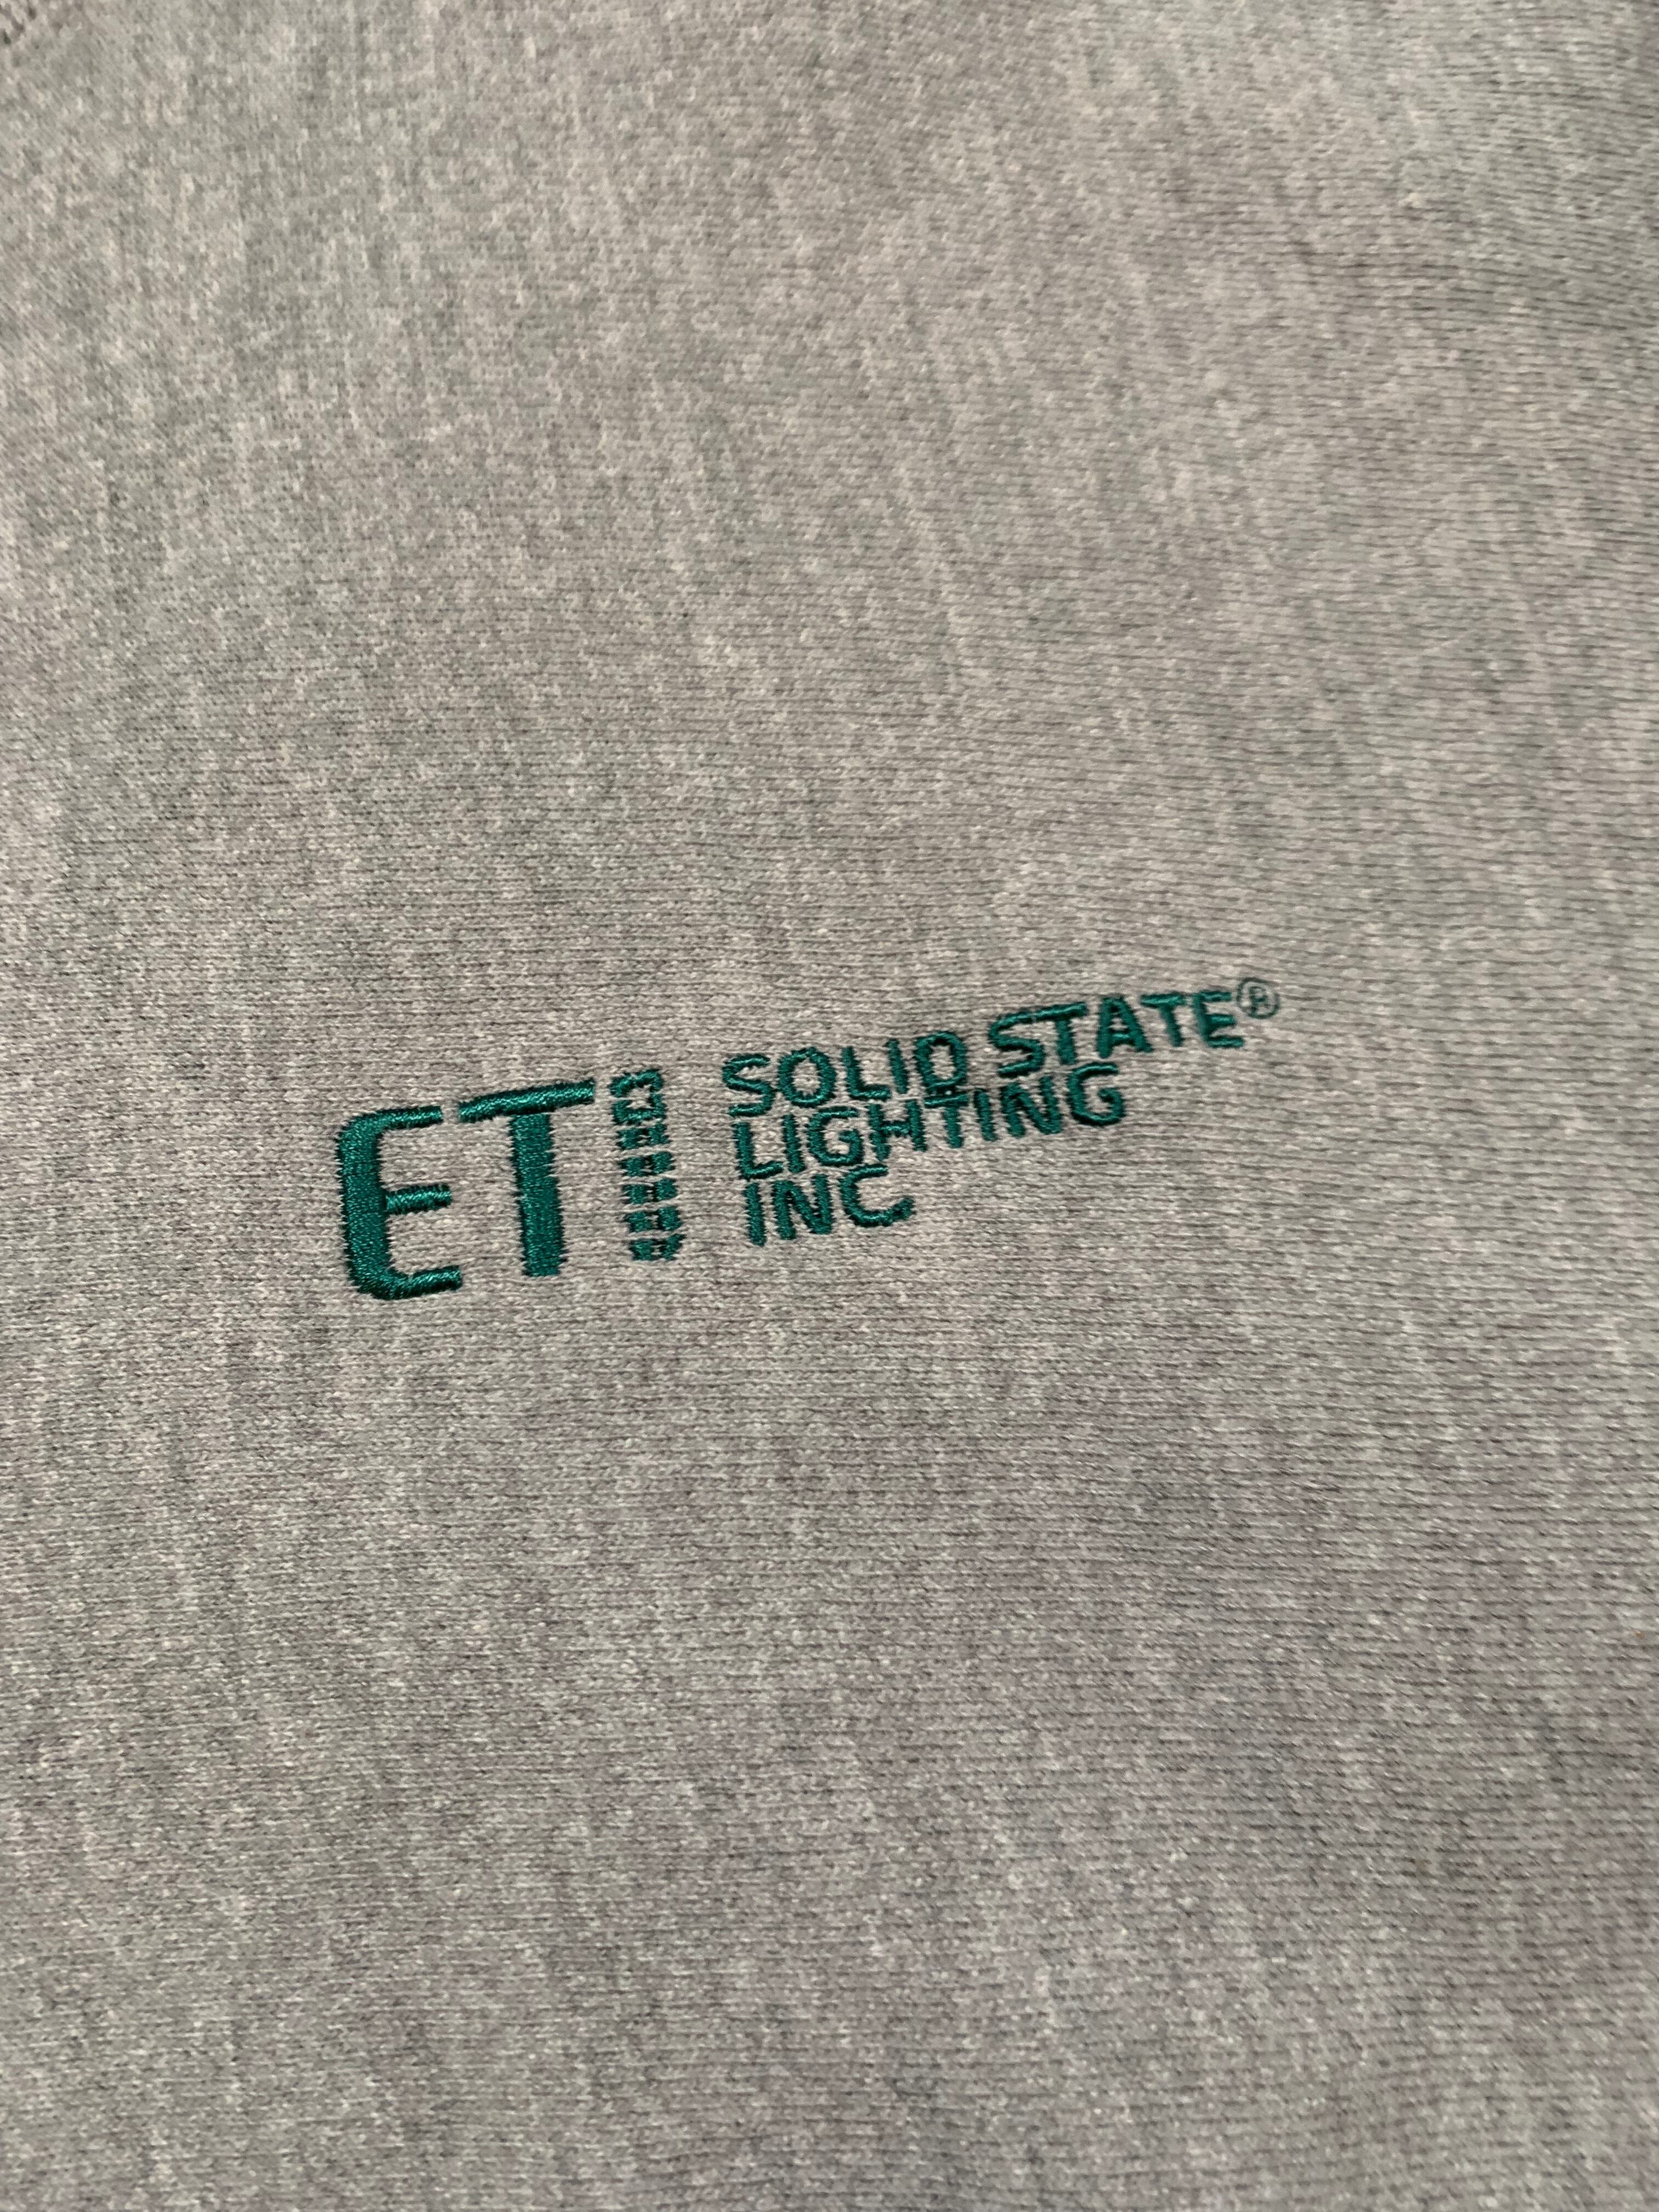 ETi SOLID STATE®
LIGHTING
INC.